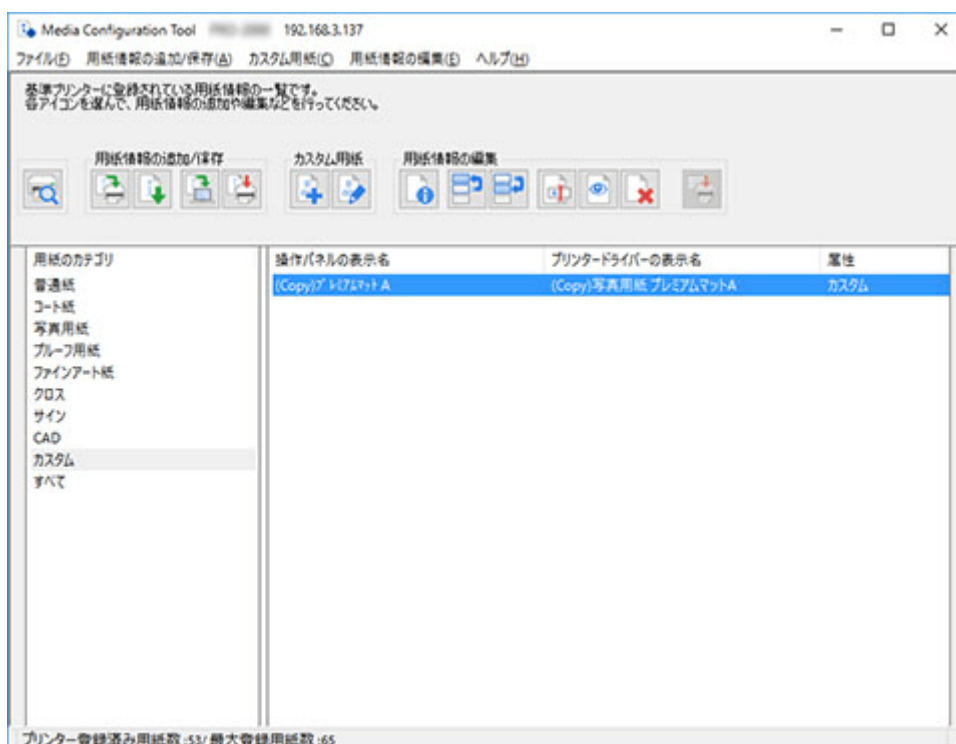 Media Configuration Tool 192.168.3.137
ファイル(F) 用紙情報の追加/保存(A) カスタム用紙(C) 用紙情報の編集(E) ヘルプ(H)
基準プリンターに登録されている用紙情報の一覧です。
各アイコンを選んで、用紙情報の追加や編集などを行ってください。
用紙情報の追加/保存 カスタム用紙 用紙情報の編集
用紙のカテゴリ 操作パネルの表示名 プリンタードライバーの表示名 属性
普通紙 (Copy)ﾌﾟﾚﾐｱﾑﾏｯﾄ A (Copy)写真用紙 プレミアムマットA カスタム
コート紙
写真用紙
プルーフ用紙
ファインアート紙
クロス
サイン
CAD
カスタム
すべて
プリンター登録済み用紙数 :53/ 最大登録用紙数 :65